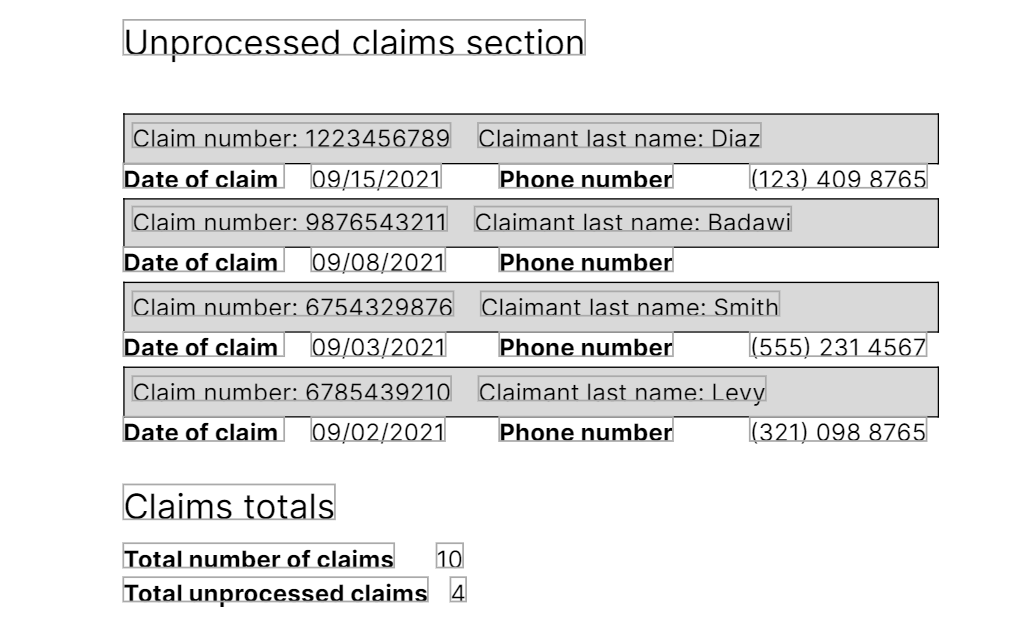 Unprocessed claims section
Claim number: 1223456789 Claimant last name: Diaz
Date of claim 09/15/2021 Phone number (123) 409 8765
Claim number: 9876543211 Claimant last name: Badawi
Date of claim 09/08/2021 Phone number
Claim number: 6754329876 Claimant last name: Smith
Date of claim 09/03/2021 Phone number (555) 231 4567
Claim number: 6785439210 Claimant last name: Levy
Date of claim 09/02/2021 Phone number (321) 098 8765
Claims totals
Total number of claims 10
Total unprocessed claims 4